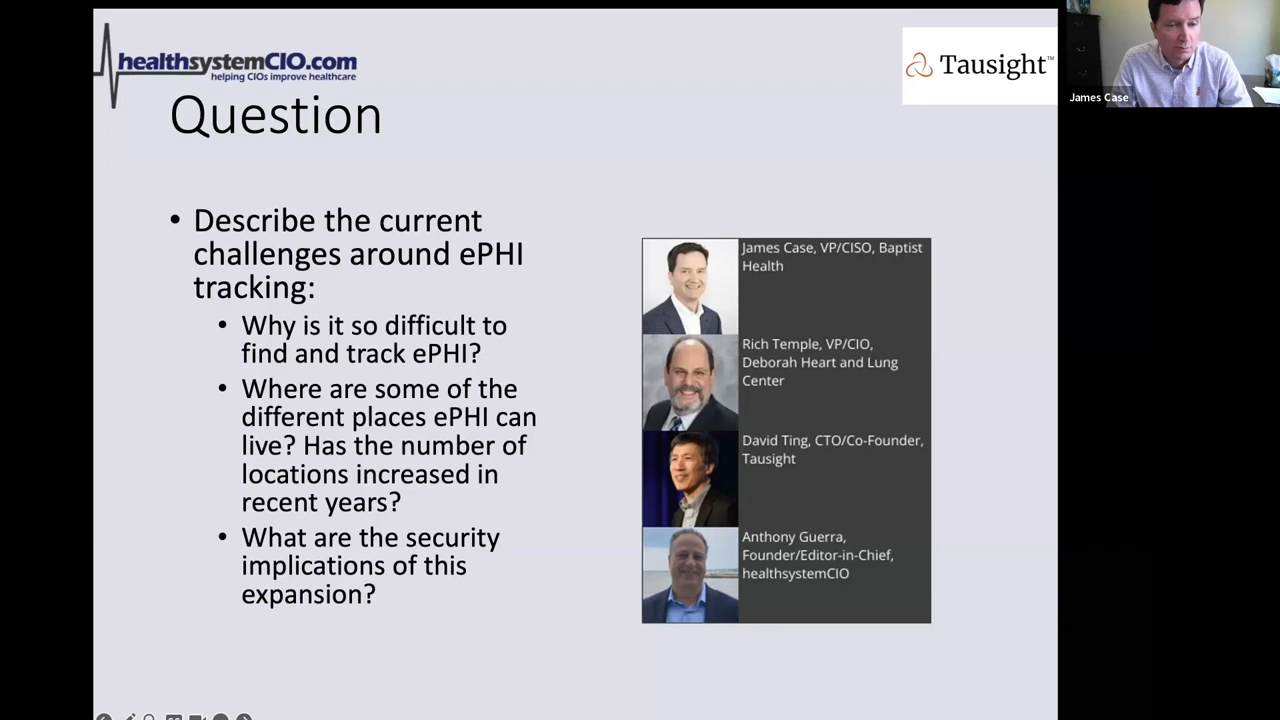 healthsystemCIO.com
helping CIOs improve healthcare
Tausight™
James Case
Question
• Describe the current
challenges around ePHI
tracking:
• Why is it so difficult to
find and track ePHI?
• Where are some of the
different places ePHI can
live? Has the number of
locations increased in
recent years?
• What are the security
implications of this
expansion?
James Case, VP/CISO, Baptist
Health
Rich Temple, VP/CIO,
Deborah Heart and Lung
Center
David Ting, CTO/Co-Founder,
Tausight
Anthony Guerra,
Founder/Editor-in-Chief,
healthsystemCIO